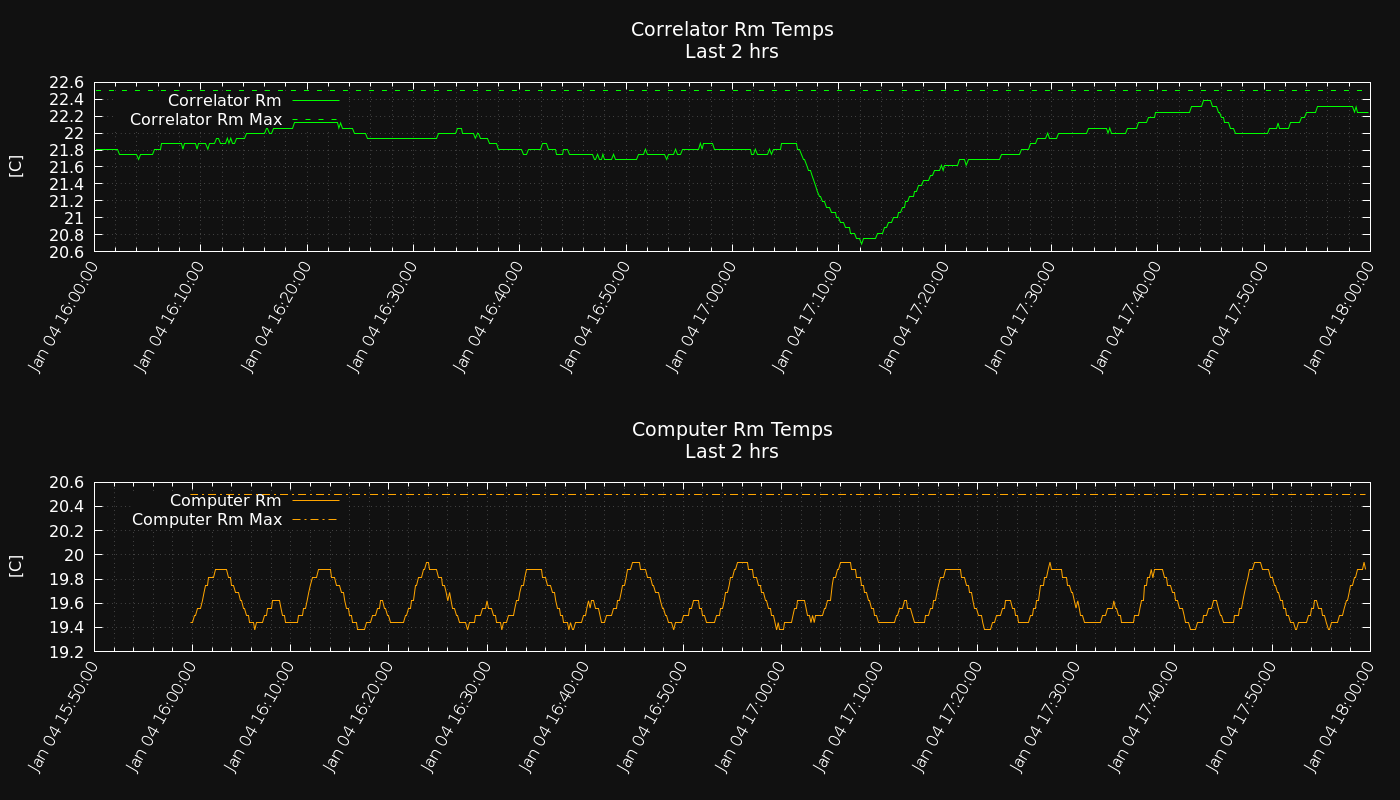 Correlator Rm Temps
Last 2 hrs
[C]
22.6
22.4
22.2
22
21.8
21.6
21.4
21.2
21
20.8
20.6
Correlator Rm
Correlator Rm Max
Jan 04 16:00:00
Jan 04 16:10:00
Jan 04 16:20:00
Jan 04 16:30:00
Jan 04 16:40:00
Jan 04 16:50:00
Jan 04 17:00:00
Jan 04 17:10:00
Jan 04 17:20:00
Jan 04 17:30:00
Jan 04 17:40:00
Jan 04 17:50:00
Jan 04 18:00:00
Computer Rm Temps
Last 2 hrs
[C]
20.6
20.4
20.2
20
19.8
19.6
19.4
19.2
Computer Rm
Computer Rm Max
Jan 04 15:50:00
Jan 04 16:00:00
Jan 04 16:10:00
Jan 04 16:20:00
Jan 04 16:30:00
Jan 04 16:40:00
Jan 04 16:50:00
Jan 04 17:00:00
Jan 04 17:10:00
Jan 04 17:20:00
Jan 04 17:30:00
Jan 04 17:40:00
Jan 04 17:50:00
Jan 04 18:00:00